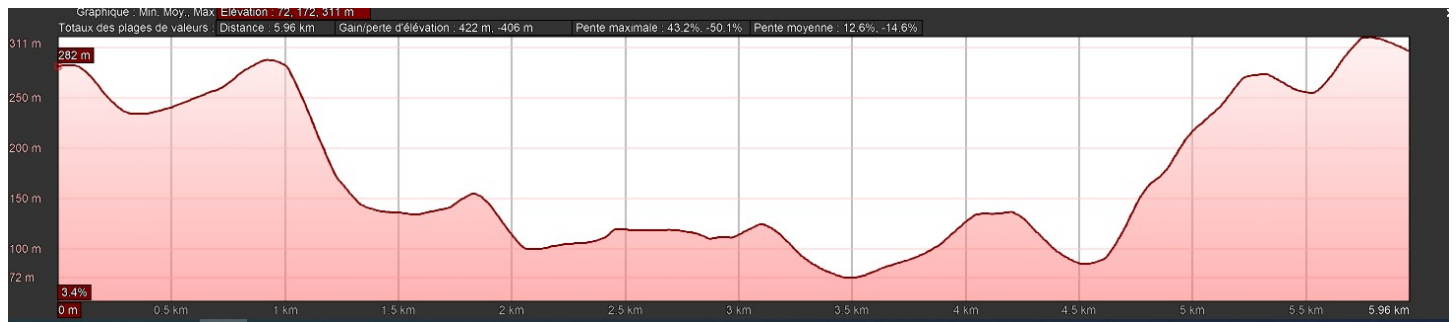 Graphique : Min. Moy., Max Élévation : 72, 172, 311 m
Totaux des plages de valeurs : Distance : 5.96 km Gain/perte d'élévation : 422 m, -406 m Pente maximale : 43.2%, -50.1% Pente moyenne : 12.6%, -14.6%
311 m
282 m
250 m
200 m
150 m
100 m
72 m
3.4%
0 m 0.5 km 1 km 1.5 km 2 km 2.5 km 3 km 3.5 km 4 km 4.5 km 5 km 5.5 km 5.96 km